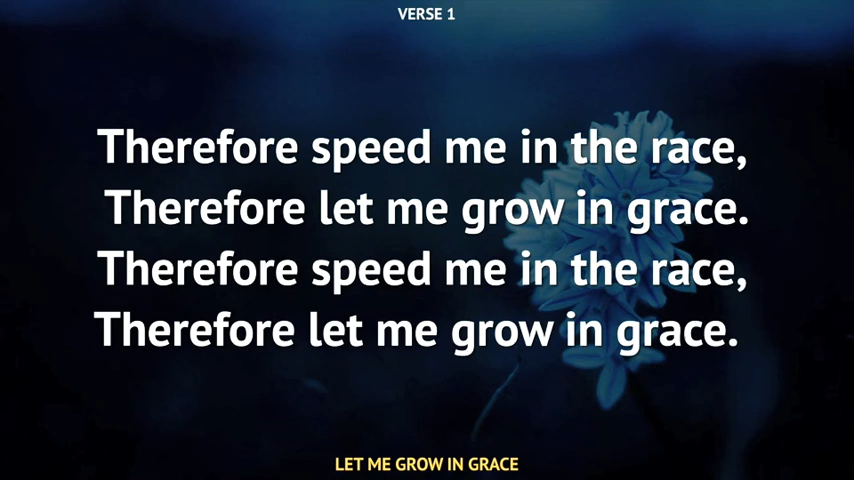 VERSE 1
Therefore speed me in the race,
Therefore let me grow in grace.
Therefore speed me in the race,
Therefore let me grow in grace.
LET ME GROW IN GRACE